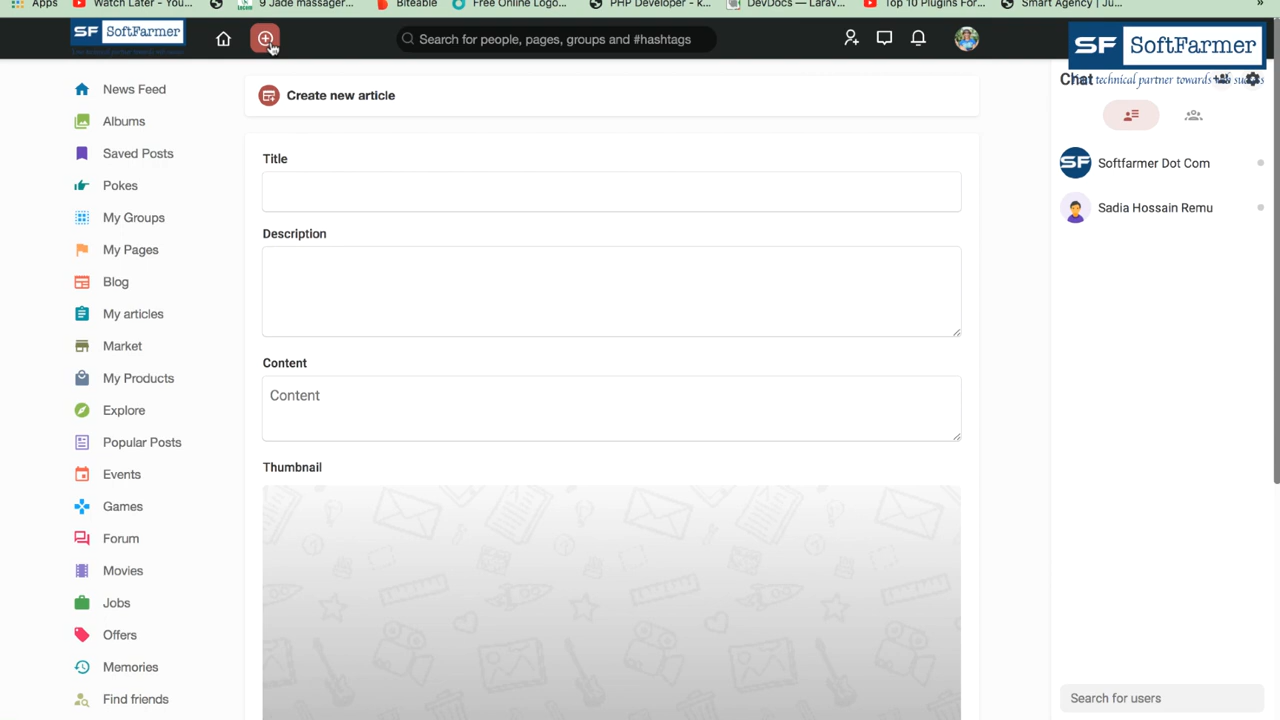 Apps
Watch Later - You...
9 Jade massager...
Biteable
Free Online Logo...
PHP Developer - k...
DevDocs — Larav...
Top 10 Plugins For...
Smart Agency | Ju...
»
SF SoftFarmer
Search for people, pages, groups and #hashtags
SF SoftFarmer
Chat
technical partner towards
News Feed
Albums
Saved Posts
Pokes
My Groups
My Pages
Blog
My articles
Market
My Products
Explore
Popular Posts
Events
Games
Forum
Movies
Jobs
Offers
Memories
Find friends
Create new article
Title
Description
Content
Content
Thumbnail
SF Softfarmer Dot Com
Sadia Hossain Remu
Search for users